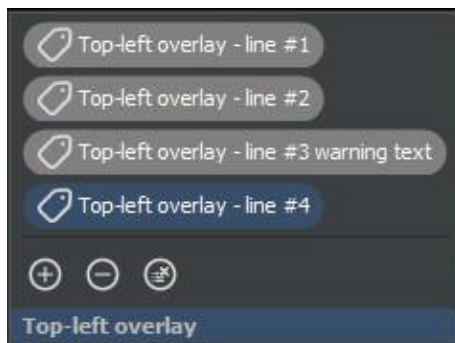 Top-left overlay - line #1
Top-left overlay - line #2
Top-left overlay - line #3 warning text
Top-left overlay - line #4
Top-left overlay